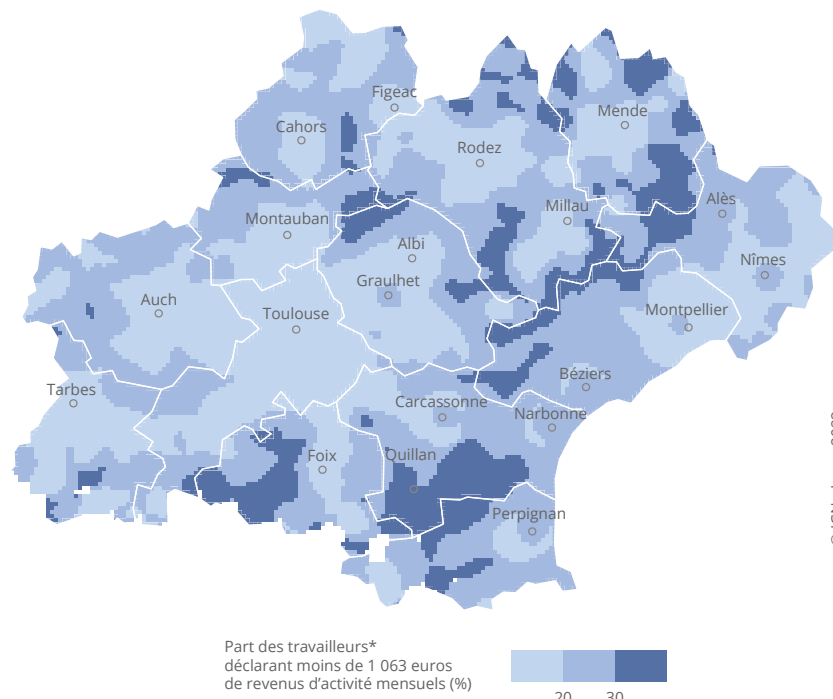 Figeac
Cahors
Mende
Rodez
Alès
Millau
Montauban
Albi
Nîmes
Graulhet
Auch
Toulouse
Montpellier
Béziers
Tarbes
Carcassonne
Narbonne
Foix
Quillan
Perpignan
Part des travailleurs*
déclarant moins de 1 063 euros
de revenus d'activité mensuels (%)
20 30